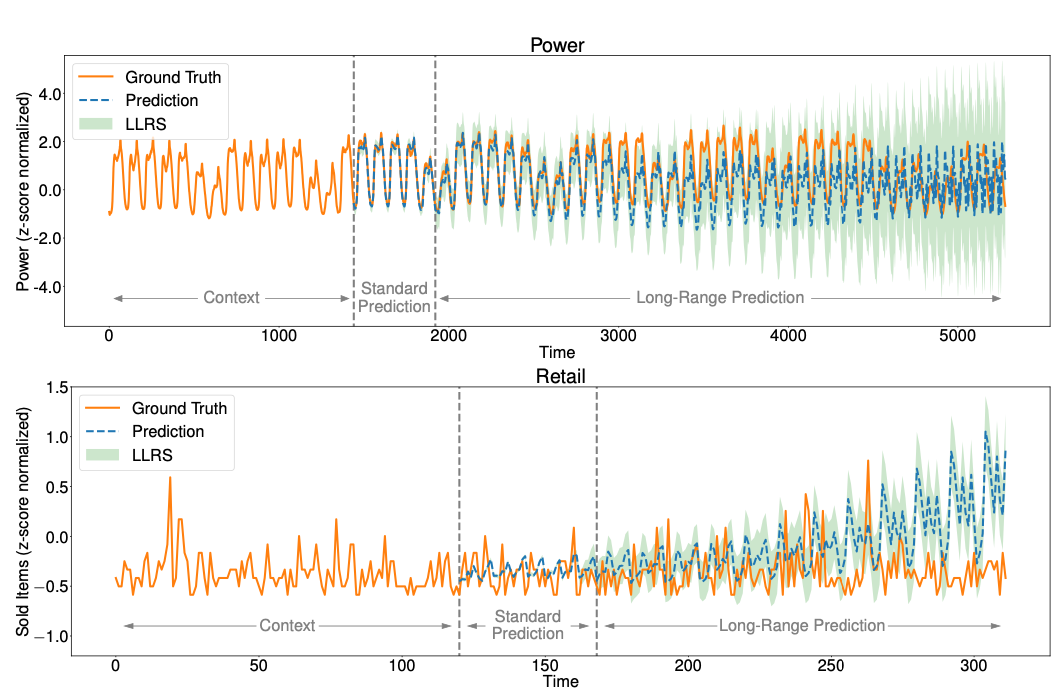 Power
Power (z-score normalized)
4.0
2.0
0.0
-2.0
-4.0
Ground Truth
Prediction
LLRS
Context
Standard
Prediction
Long-Range Prediction
0 1000 2000 3000 4000 5000
Time
Retail
Sold Items (z-score normalized)
1.5
1.0
0.5
0.0
−0.5
−1.0
Ground Truth
Prediction
LLRS
Context
Standard
Prediction
Long-Range Prediction
0 50 100 150 200 250 300
Time